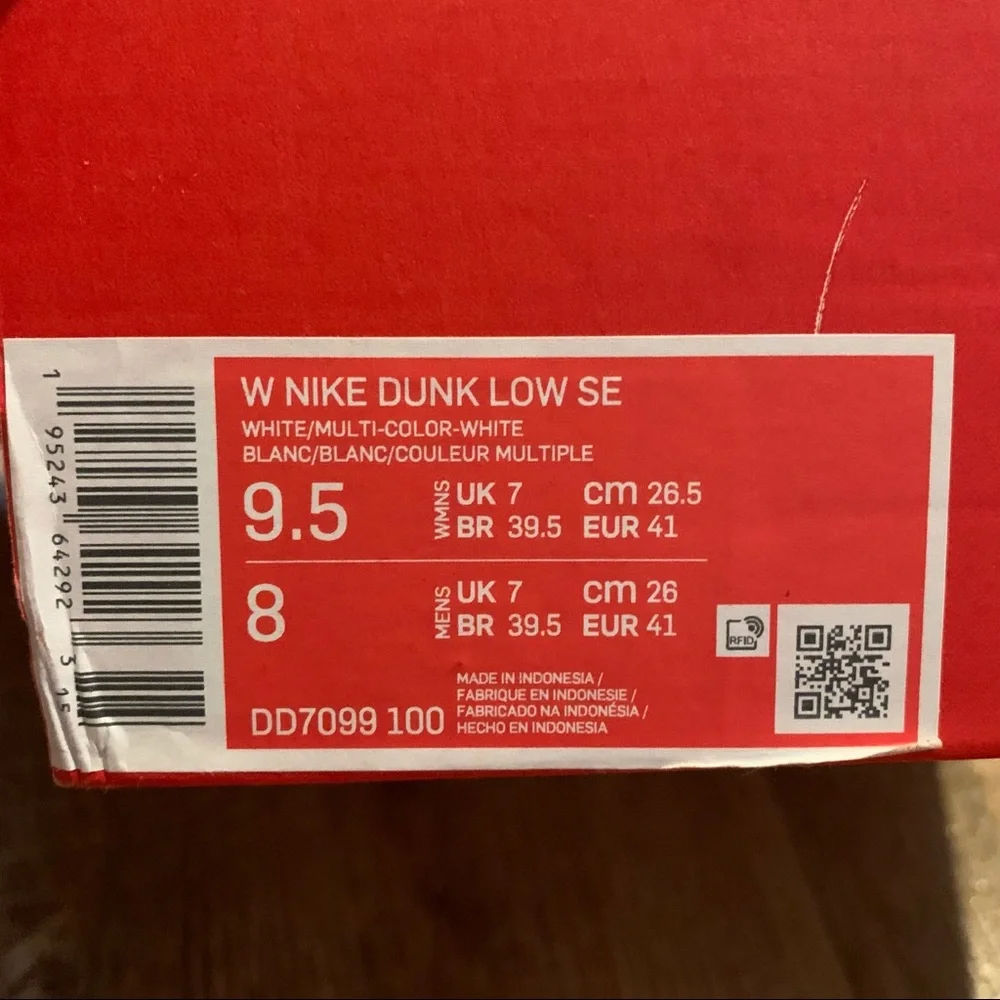 W NIKE DUNK LOW SE
WHITE/MULTI-COLOR-WHITE
BLANC/BLANC/COULEUR MULTIPLE
9.5 WMNS UK 7 cm 26.5
BR 39.5 EUR 41
8 MENS UK 7 cm 26
BR 39.5 EUR 41
RFID
MADE IN INDONESIA /
FABRIQUE EN INDONESIE /
FABRICADO NA INDONÉSIA /
HECHO EN INDONESIA
DD7099 100
1 95243 64292 3